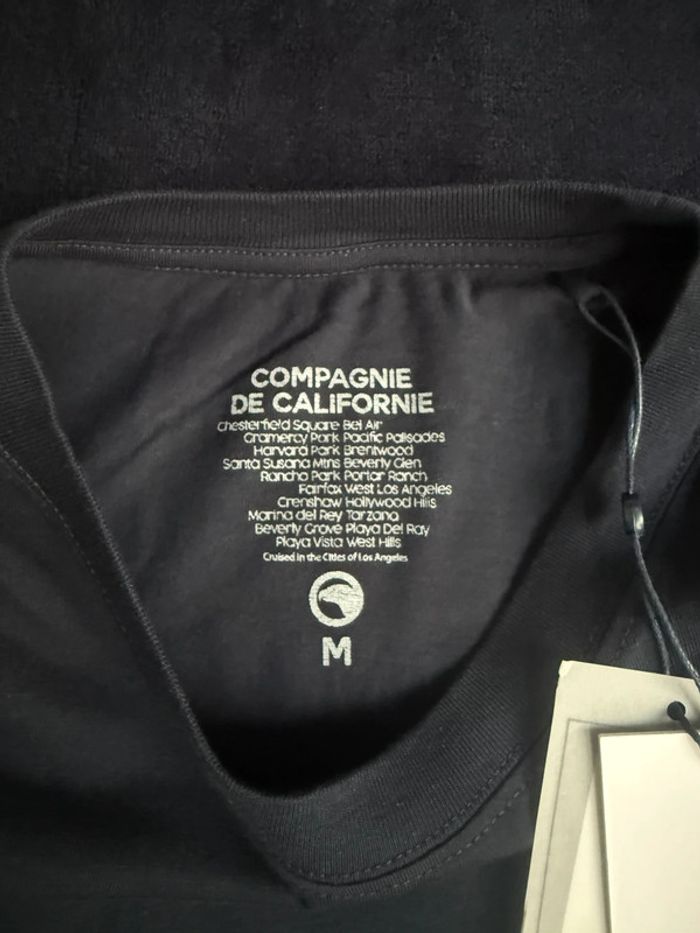 COMPAGNIE
DE CALIFORNIE
Chesterfield Square Bel Air
Gramercy Park Pacific Palisades
Harvard Park Brentwood
Santa Susana Mtns Beverly Glen
Rancho Park Porter Ranch
Fairfax West Los Angeles
Crenshaw Hollywood Hills
Marina del Rey Tarzana
Beverly Grove Playa Del Ray
Playa Vista West Hills
Cruised in the Cities of Los Angeles
M